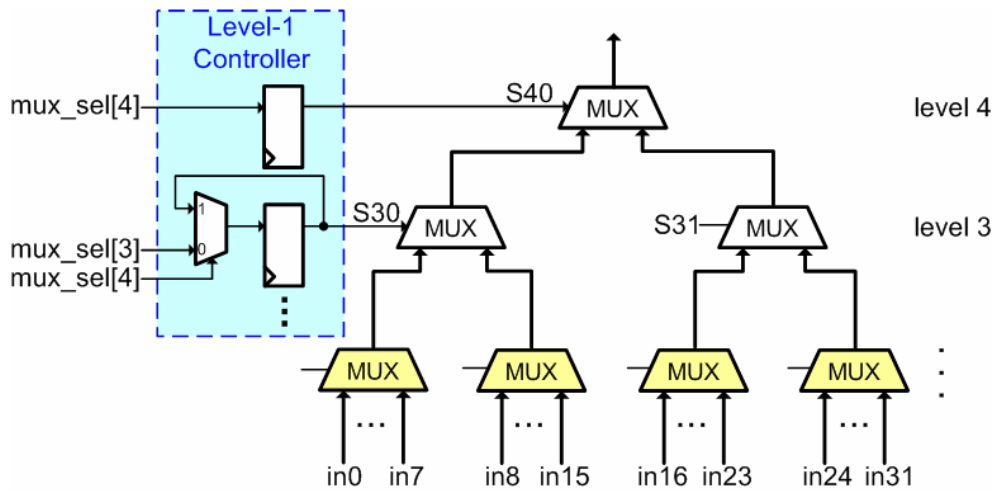 Level-1
Controller
mux_sel[4]
S40
MUX
level 4
1
0
mux_sel[3]
mux_sel[4]
S30
MUX
S31
MUX
level 3
MUX
MUX
MUX
MUX
... ... ... ...
in0 in7 in8 in15 in16 in23 in24 in31